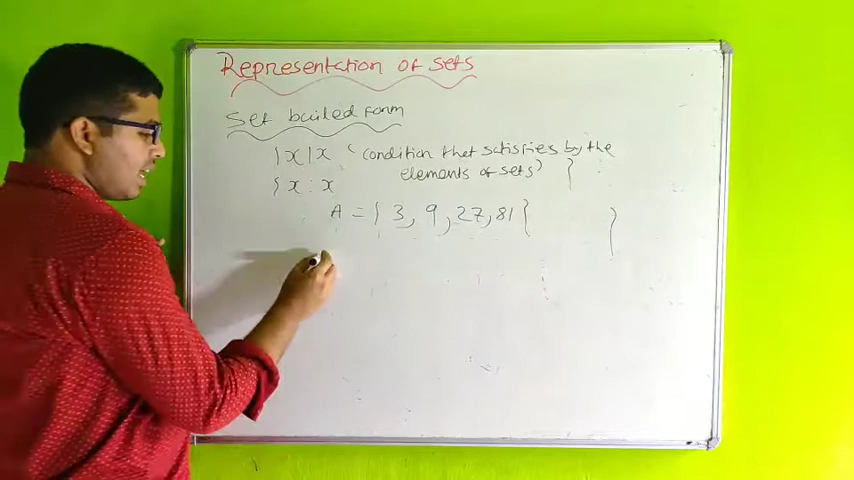 Representation of sets
Set builed form
{x|x (condition that satisfies by the
elements of sets) }
{x : x
A = { 3, 9, 27, 81 }
}